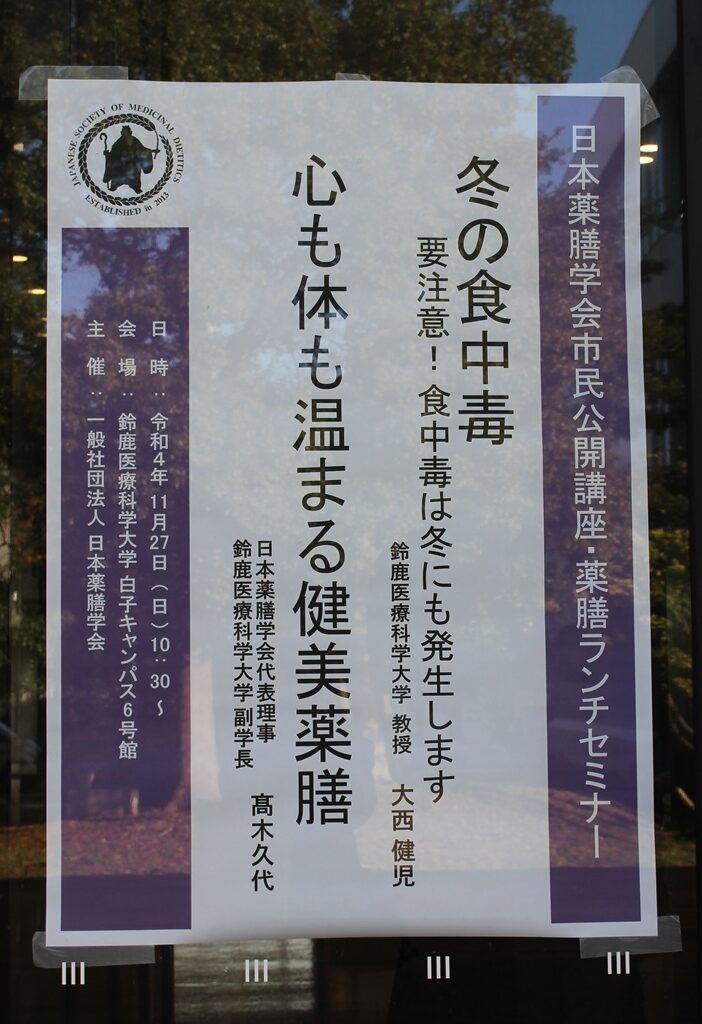 日本薬膳学会市民公開講座・薬膳ランチセミナー
冬の食中毒
要注意！食中毒は冬にも発生します
鈴鹿医療科学大学 教授 大西 健児
心も体も温まる健美薬膳
日本薬膳学会代表理事
鈴鹿医療科学大学 副学長
髙木久代
JAPANESE SOCIETY OF MEDICINAL DIETITICS
ESTABLISHED in 2013
日時：令和4年11月27日（日）10：30～
会場：鈴鹿医療科学大学 白子キャンパス6号館
主催：一般社団法人 日本薬膳学会